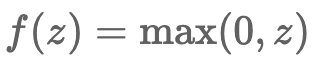 f(z) = max(0, z)